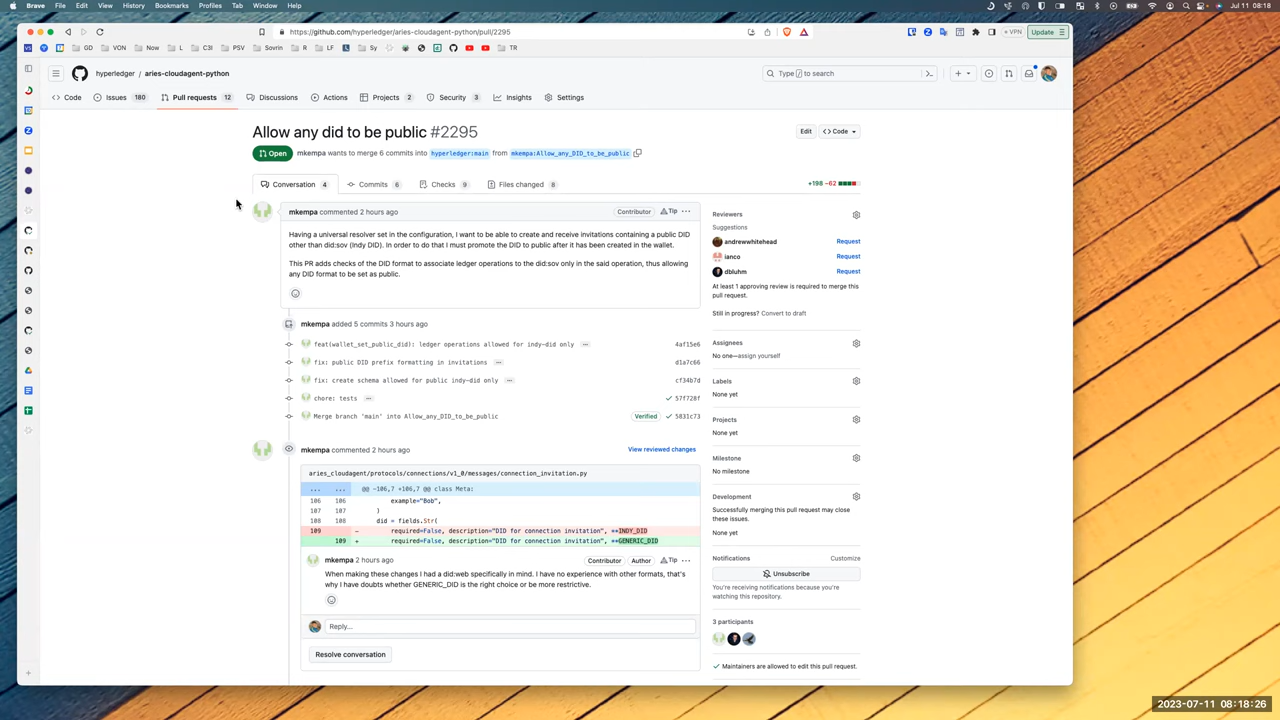 Brave File Edit View History Bookmarks Profiles Tab Window Help
Jul 11 08:18
https://github.com/hyperledger/aries-cloudagent-python/pull/2295
VPN Update
GD VON Now L C3I PSV Sovrin R LF Sy TR
hyperledger / aries-cloudagent-python
Type / to search
Code Issues 180 Pull requests 12 Discussions Actions Projects 2 Security 3 Insights Settings
Allow any did to be public #2295
Edit <> Code
Open mkempa wants to merge 6 commits into hyperledger:main from mkempa:Allow_any_DID_to_be_public
Conversation 4 Commits 6 Checks 9 Files changed 8
+198 −62
mkempa commented 2 hours ago
Contributor Tip ...
Having a universal resolver set in the configuration, I want to be able to create and receive invitations containing a public DID
other than did:sov (Indy DID). In order to do that I must promote the DID to public after it has been created in the wallet.
This PR adds checks of the DID format to associate ledger operations to the did:sov only in the said operation, thus allowing
any DID format to be set as public.
mkempa added 5 commits 3 hours ago
feat(wallet_set_public_did): ledger operations allowed for indy-did only ... 4af15e6
fix: public DID prefix formatting in invitations ... d1a7c66
fix: create schema allowed for public indy-did only ... cf34b7d
chore: tests ... 57f728f
Merge branch 'main' into Allow_any_DID_to_be_public Verified 5831c73
mkempa commented 2 hours ago
View reviewed changes
aries_cloudagent/protocols/connections/v1_0/messages/connection_invitation.py
... ... @@ -106,7 +106,7 @@ class Meta:
106 106 example="Bob",
107 107 )
108 108 did = fields.Str(
109 - required=False, description="DID for connection invitation", **INDY_DID
109 + required=False, description="DID for connection invitation", **GENERIC_DID
mkempa 2 hours ago
Contributor Author Tip ...
When making these changes I had a did:web specifically in mind. I have no experience with other formats, that's
why I have doubts whether GENERIC_DID is the right choice or be more restrictive.
Reply...
Resolve conversation
Reviewers
Suggestions
andrewwhitehead Request
ianco Request
dbluhm Request
At least 1 approving review is required to merge this
pull request.
Still in progress? Convert to draft
Assignees
No one—assign yourself
Labels
None yet
Projects
None yet
Milestone
No milestone
Development
Successfully merging this pull request may close
these issues.
None yet
Notifications Customize
Unsubscribe
You're receiving notifications because you're
watching this repository.
3 participants
Maintainers are allowed to edit this pull request.
2023-07-11 08:18:26